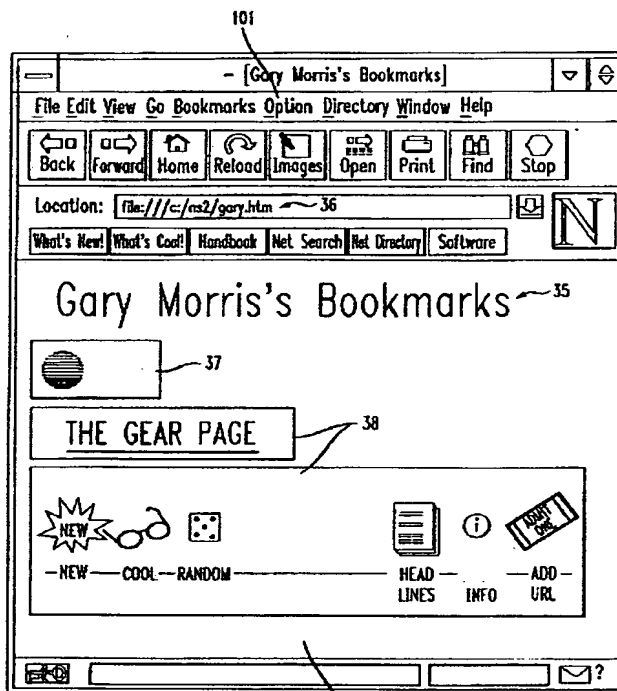 101
- [Gary Morris's Bookmarks]
File Edit View Go Bookmarks Option Directory Window Help
Back Forward Home Reload Images Open Print Find Stop
Location: file:///c:/ns2/gary.htm 36
N
What's New! What's Cool! Handbook Net Search Net Directory Software
Gary Morris's Bookmarks 35
37
THE GEAR PAGE 38
NEW ADMIT ONE
-NEW-COOL-RANDOM HEAD LINES INFO -ADD- URL
?